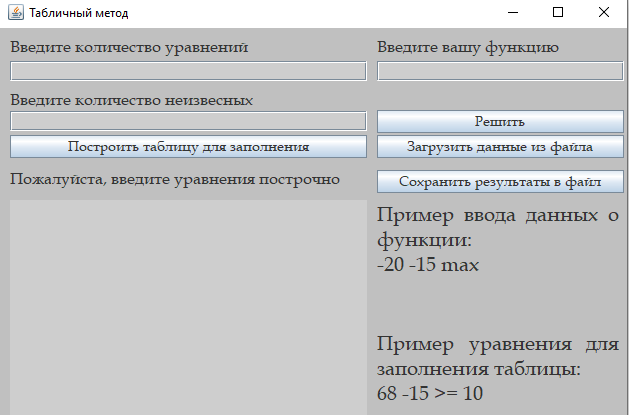 Табличный метод
Введите количество уравнений
Введите вашу функцию
Введите количество неизвесных
Решить
Построить таблицу для заполнения
Загрузить данные из файла
Пожалуйста, введите уравнения построчно
Сохранить результаты в файл
Пример ввода данных о
функции:
-20 -15 max
Пример уравнения для
заполнения таблицы:
68 -15 >= 10